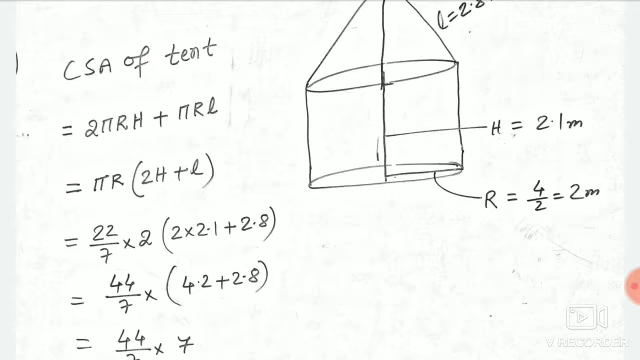 ) CSA of tent
= 2πRH + πRl
= πR (2H + l)
= 22/7 × 2 (2×2·1 + 2·8)
= 44/7 × (4·2 + 2·8)
= 44/7 × 7
l = 2·8
H = 2·1m
R = 4/2 = 2m
V RECORDER